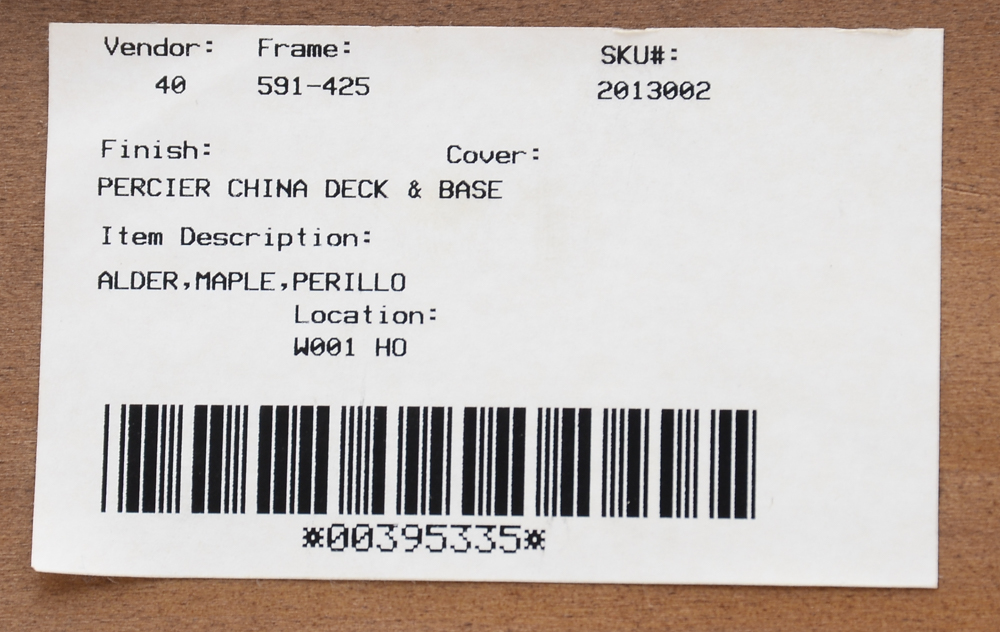 Vendor: Frame: SKU#:
40 591-425 2013002
Finish: Cover:
PERCIER CHINA DECK & BASE
Item Description:
ALDER,MAPLE,PERILLO
Location:
W001 HO
*00395335*